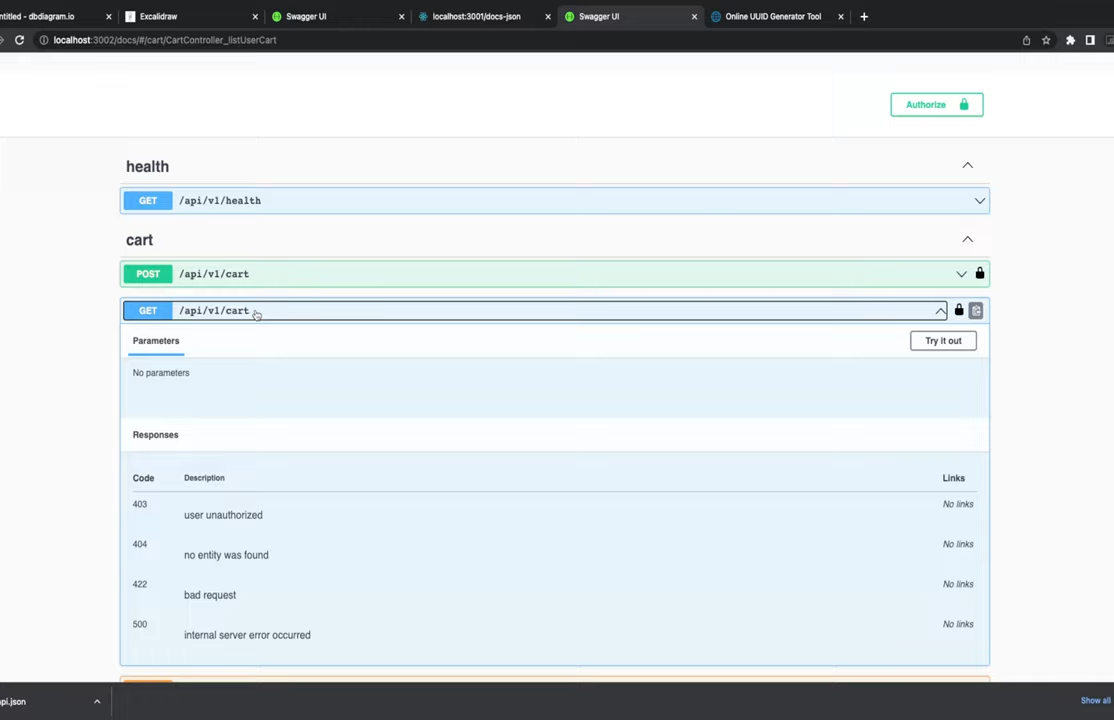 ntitled - dbdiagram.io
Excalidraw
Swagger UI
localhost:3001/docs-json
Swagger UI
Online UUID Generator Tool
localhost:3002/docs/#/cart/CartController_listUserCart
Authorize
health
GET /api/v1/health
cart
POST /api/v1/cart
GET /api/v1/cart
Parameters
Try it out
No parameters
Responses
Code Description Links
403 No links
user unauthorized
404 No links
no entity was found
422 No links
bad request
500 No links
internal server error occurred
pi.json
Show all